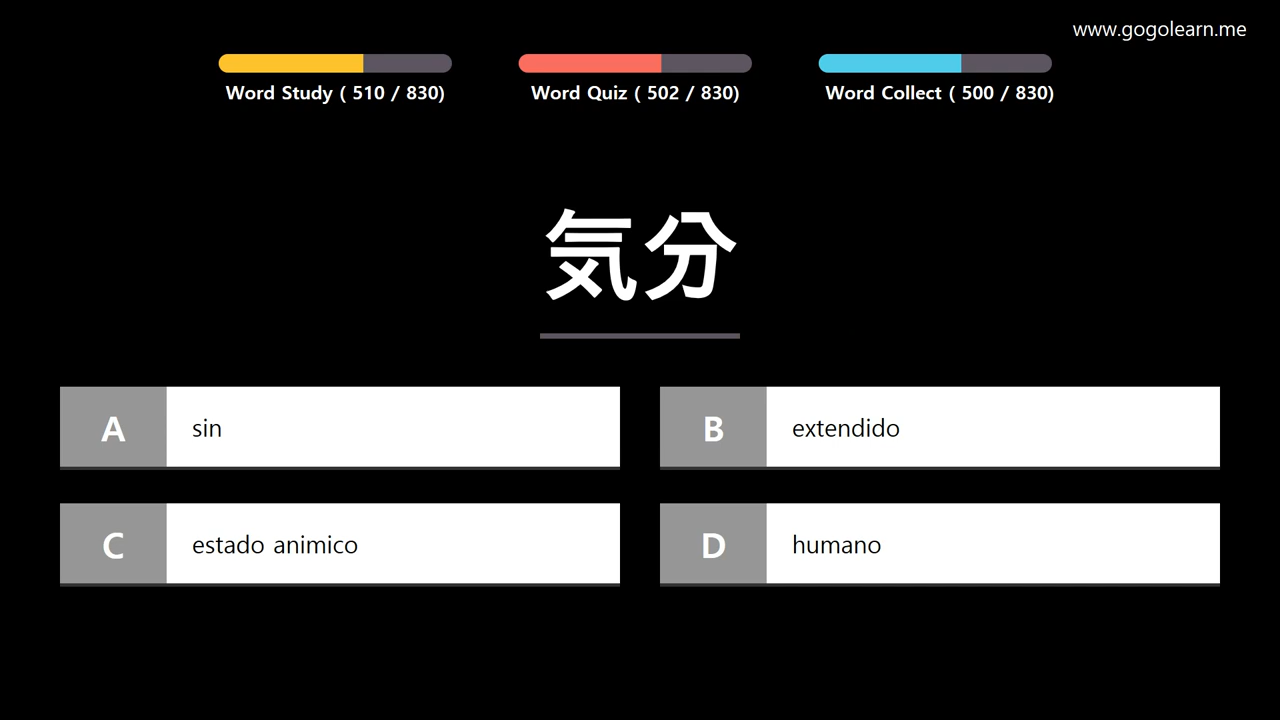 www.gogolearn.me
Word Study ( 510 / 830)
Word Quiz ( 502 / 830)
Word Collect ( 500 / 830)
気分
A sin
B extendido
C estado animico
D humano